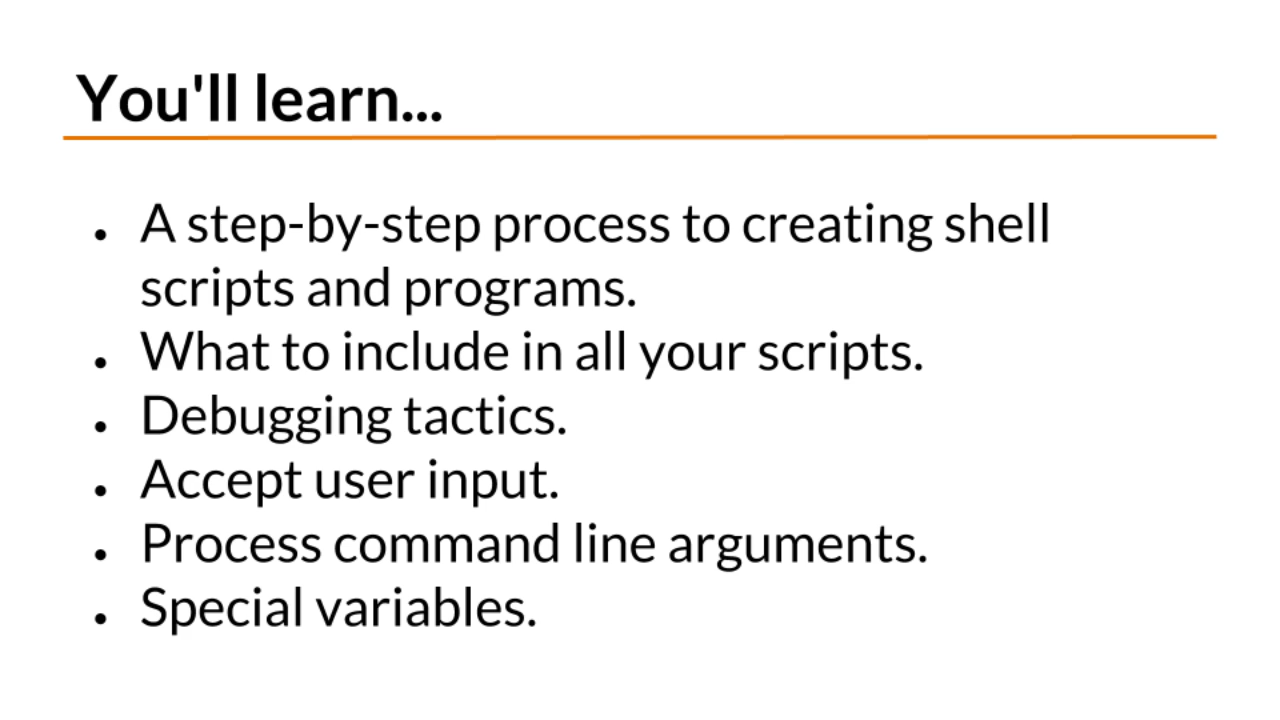 You'll learn...
• A step-by-step process to creating shell
scripts and programs.
• What to include in all your scripts.
• Debugging tactics.
• Accept user input.
• Process command line arguments.
• Special variables.